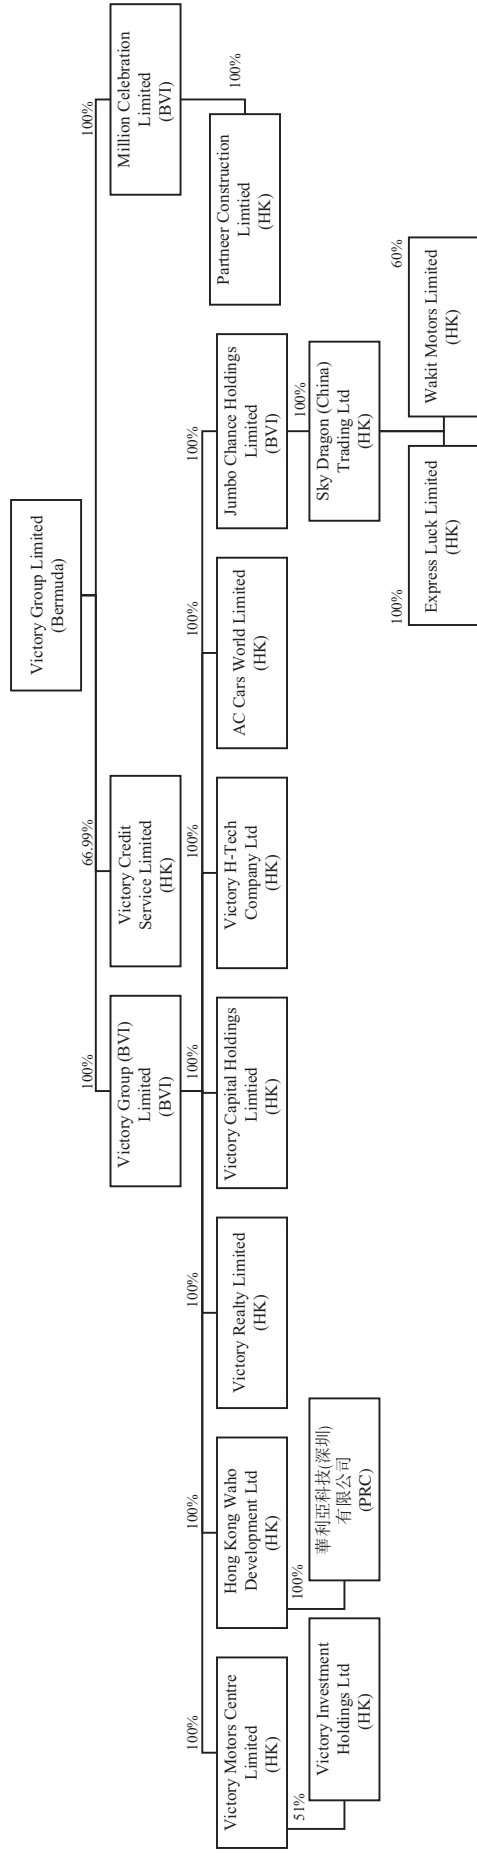 Victory Group Limited
(Bermuda)
100%
66.99%
100%
Victory Group (BVI)
Limited
(BVI)
Victory Credit
Service Limited
(HK)
Million Celebration
Limited
(BVI)
100%
Partneer Construction
Limtied
(HK)
100%
100%
100%
100%
100%
100%
100%
Victory Motors Centre
Limited
(HK)
Hong Kong Waho
Development Ltd
(HK)
Victory Realty Limited
(HK)
Victory Capital Holdings
Limtied
(HK)
Victory H-Tech
Company Ltd
(HK)
AC Cars World Limited
(HK)
Jumbo Chance Holdings
Limited
(BVI)
51%
100%
100%
Victory Investment
Holdings Ltd
(HK)
華利亞科技(深圳)
有限公司
(PRC)
Sky Dragon (China)
Trading Ltd
(HK)
100%
60%
Express Luck Limited
(HK)
Wakit Motors Limited
(HK)